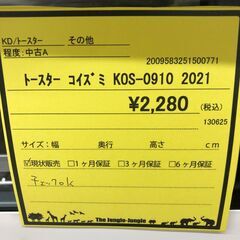 KD/トースター その他
程度:中古A
2009583251500771
トースター コイズミ KOS-0910 2021
¥2,280 (税込)
130625
サイズ:幅 奥行 高さ cm
☑現状販売 □1ヶ月保証 □3ヶ月保証 □6ヶ月保証
チェックOK
The Jungle-Jungle